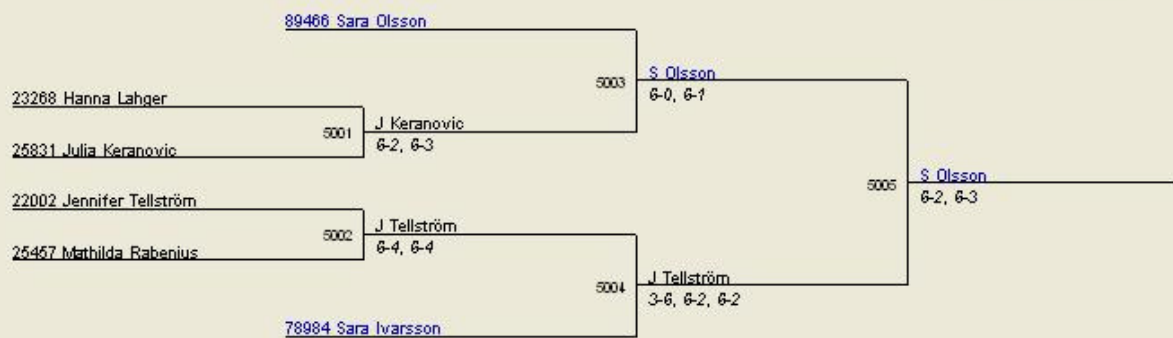 89466 Sara Olsson
5003
S Olsson
6-0, 6-1
23268 Hanna Lahger
5001
J Keranovic
6-2, 6-3
25831 Julia Keranovic
5005
S Olsson
6-2, 6-3
22002 Jennifer Tellström
5002
J Tellström
6-4, 6-4
25457 Mathilda Rabenius
5004
J Tellström
3-6, 6-2, 6-2
78984 Sara Ivarsson